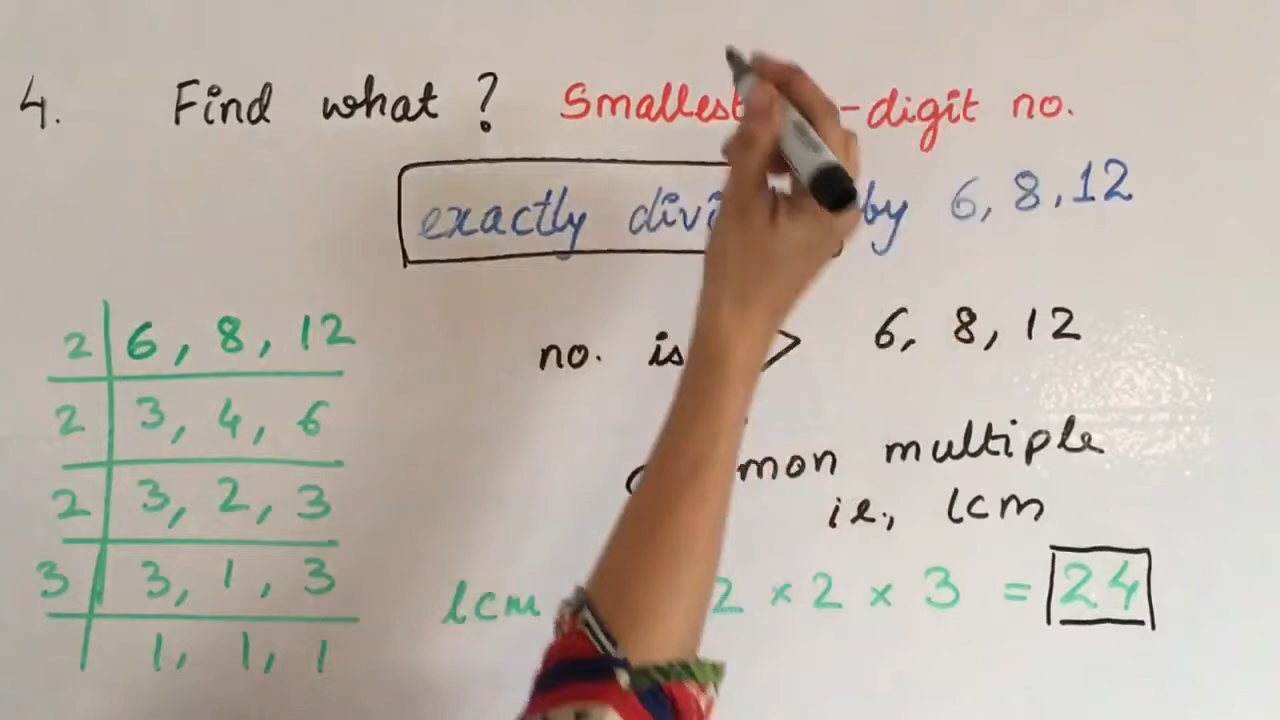 4. Find what ? Smallest -digit no.
exactly by 6, 8, 12
no. is > 6, 8, 12
multiple
ie., lcm
lcm 2 × 2 × 3 = 24
2 6, 8, 12
2 3, 4, 6
2 3, 2, 3
3 3, 1, 3
1, 1, 1